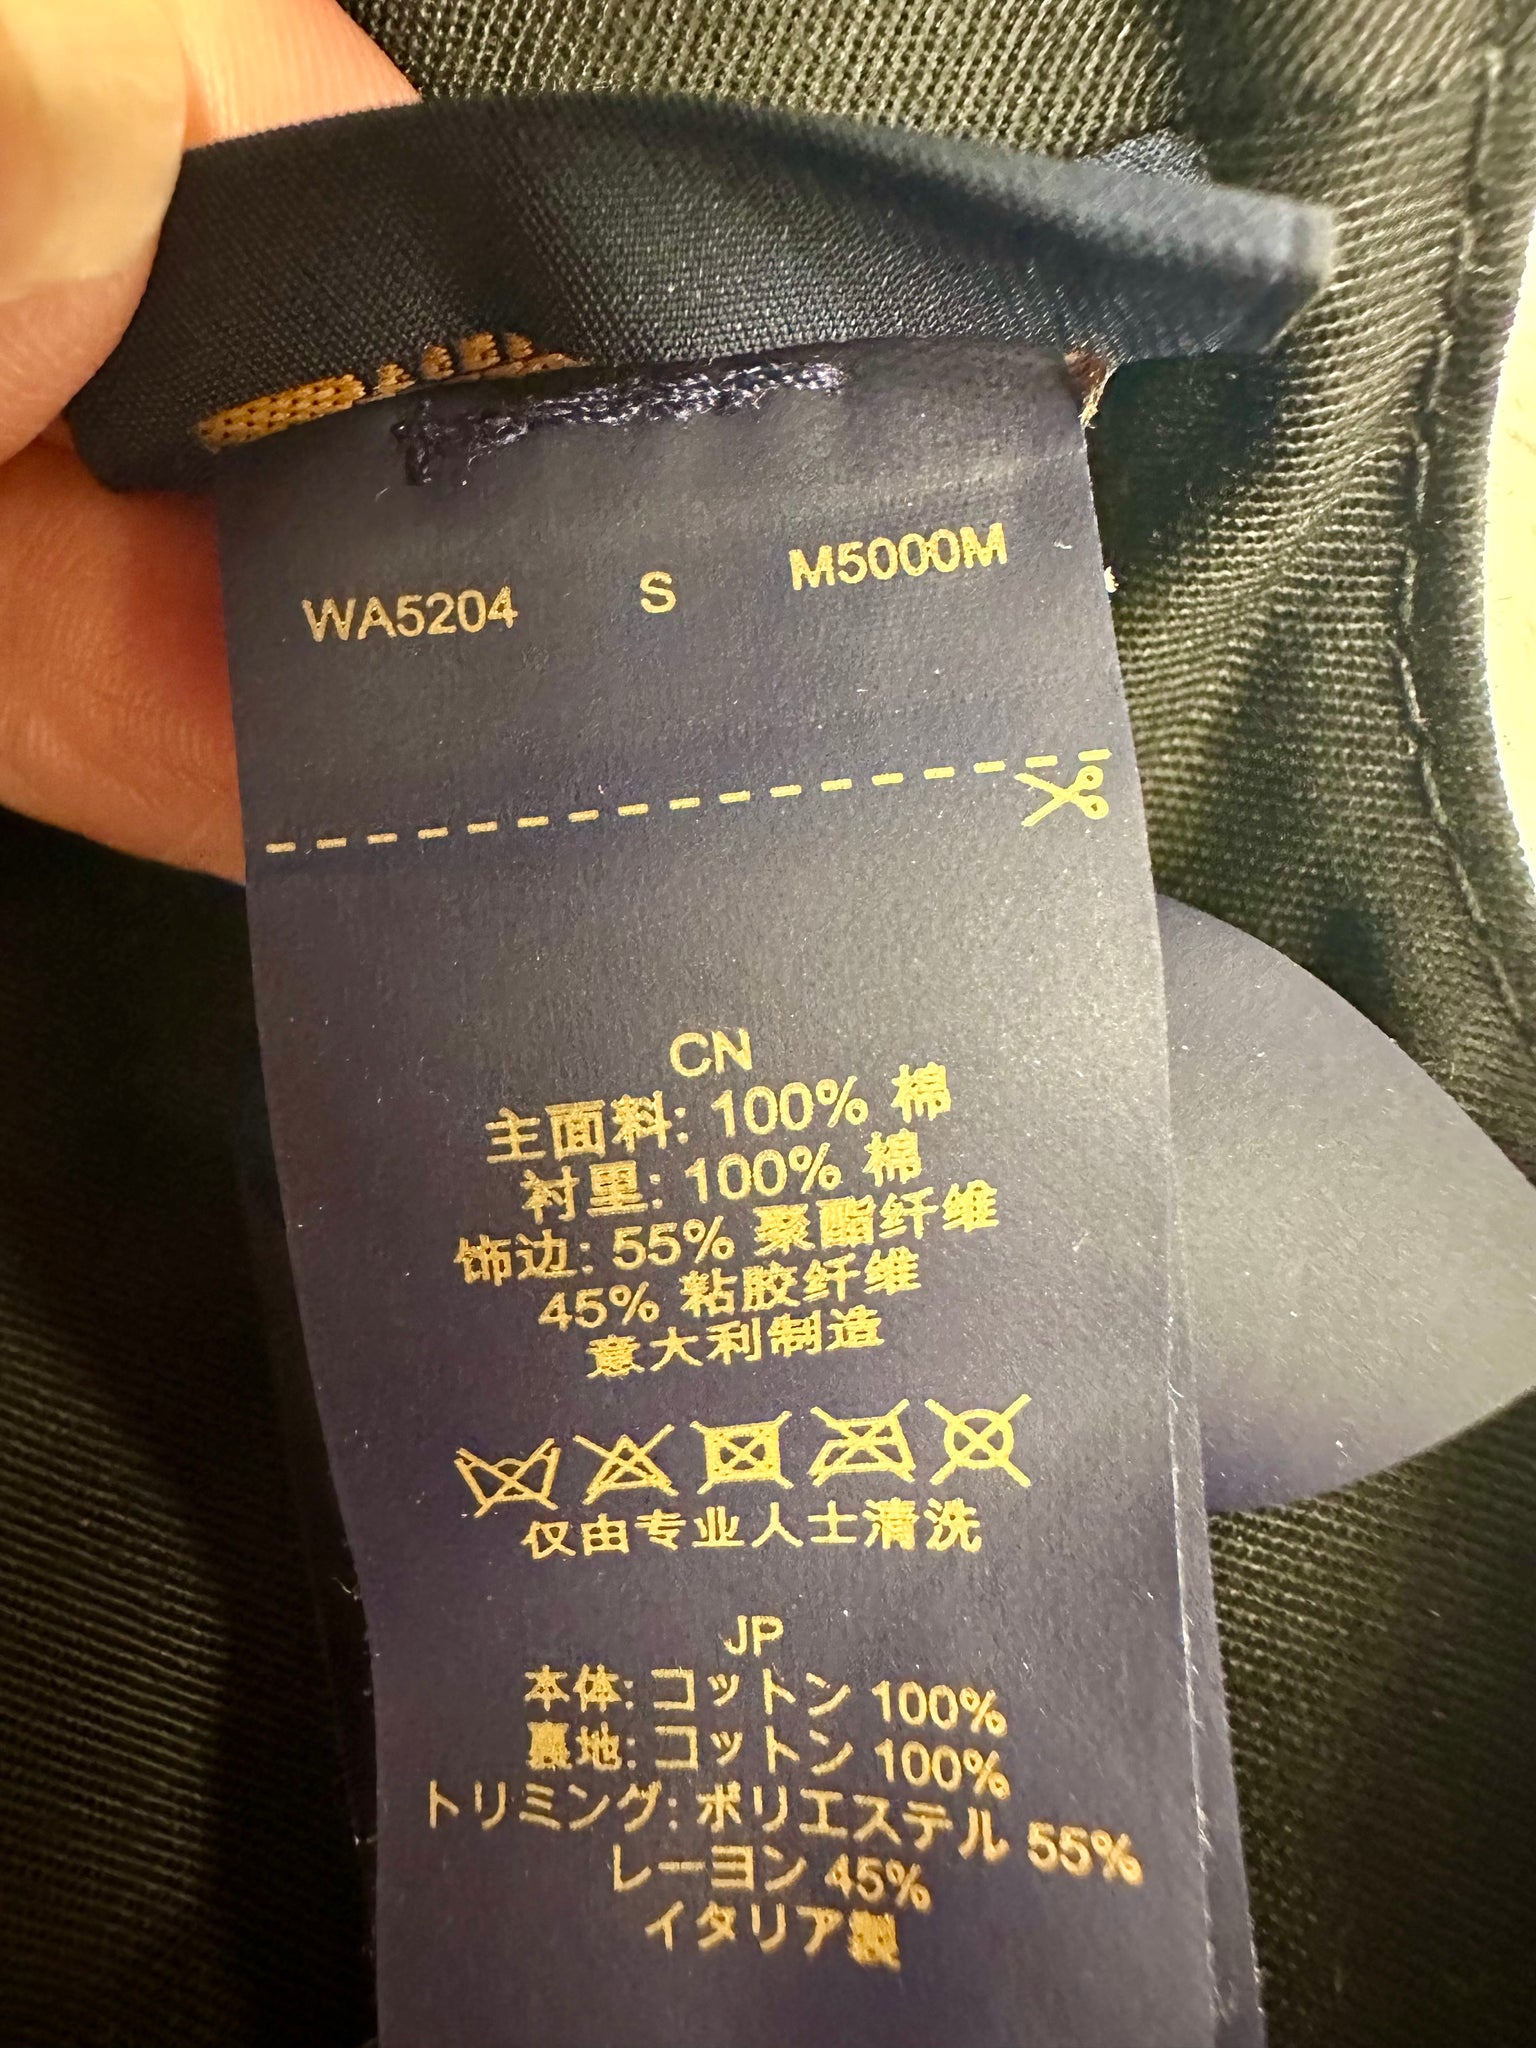 WA5204 S M5000M
CN
主面料: 100% 棉
衬里: 100% 棉
饰边: 55% 聚酯纤维
45% 粘胶纤维
意大利制造
仅由专业人士清洗
JP
本体: コットン 100%
裏地: コットン 100%
トリミング: ポリエステル 55%
レーヨン 45%
イタリア製